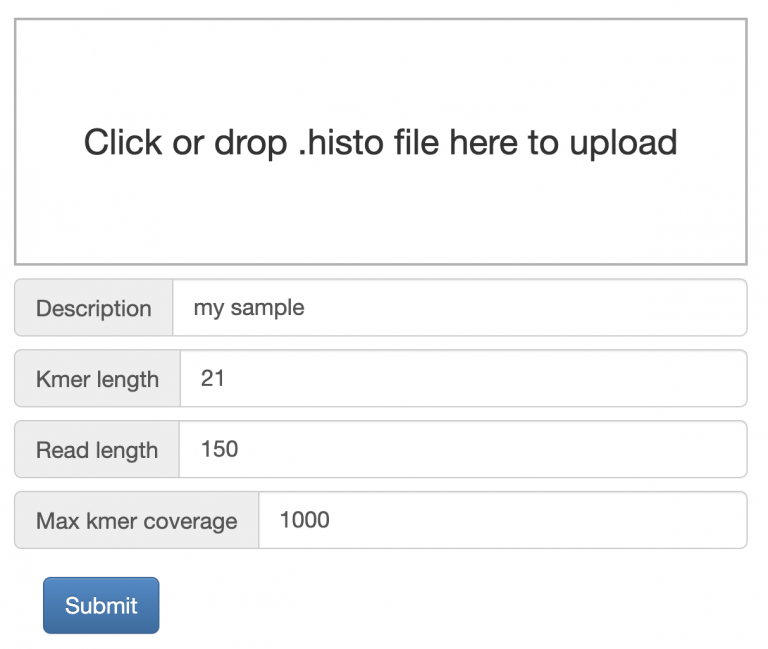 Click or drop .histo file here to upload
Description my sample
Kmer length 21
Read length 150
Max kmer coverage 1000
Submit